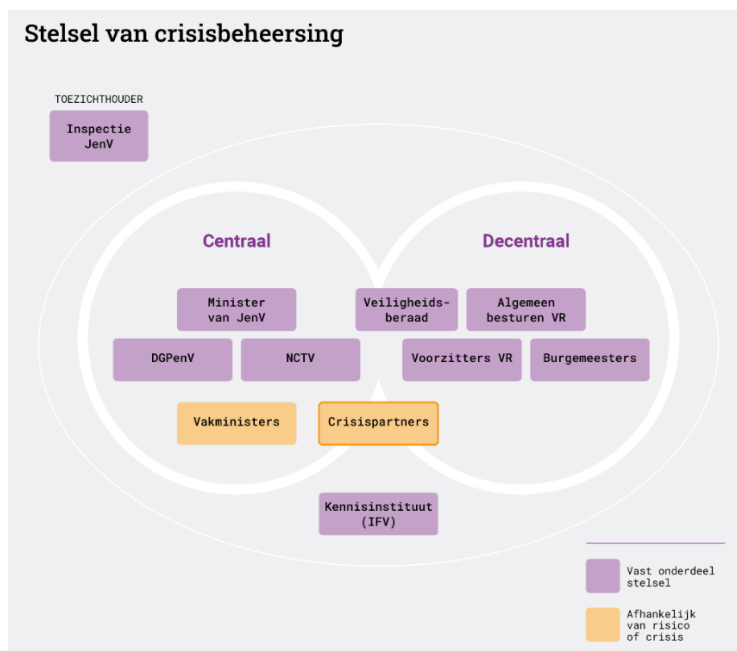 Stelsel van crisisbeheersing
TOEZICHTHOUDER
Inspectie
JenV
Centraal
Decentraal
Minister
van JenV
Veiligheids-
beraad
Algemeen
besturen VR
DGPenV
NCTV
Voorzitters VR
Burgemeesters
Vakministers
Crisispartners
Kennisinstituut
(IFV)
Vast onderdeel
stelsel
Afhankelijk
van risico
of crisis